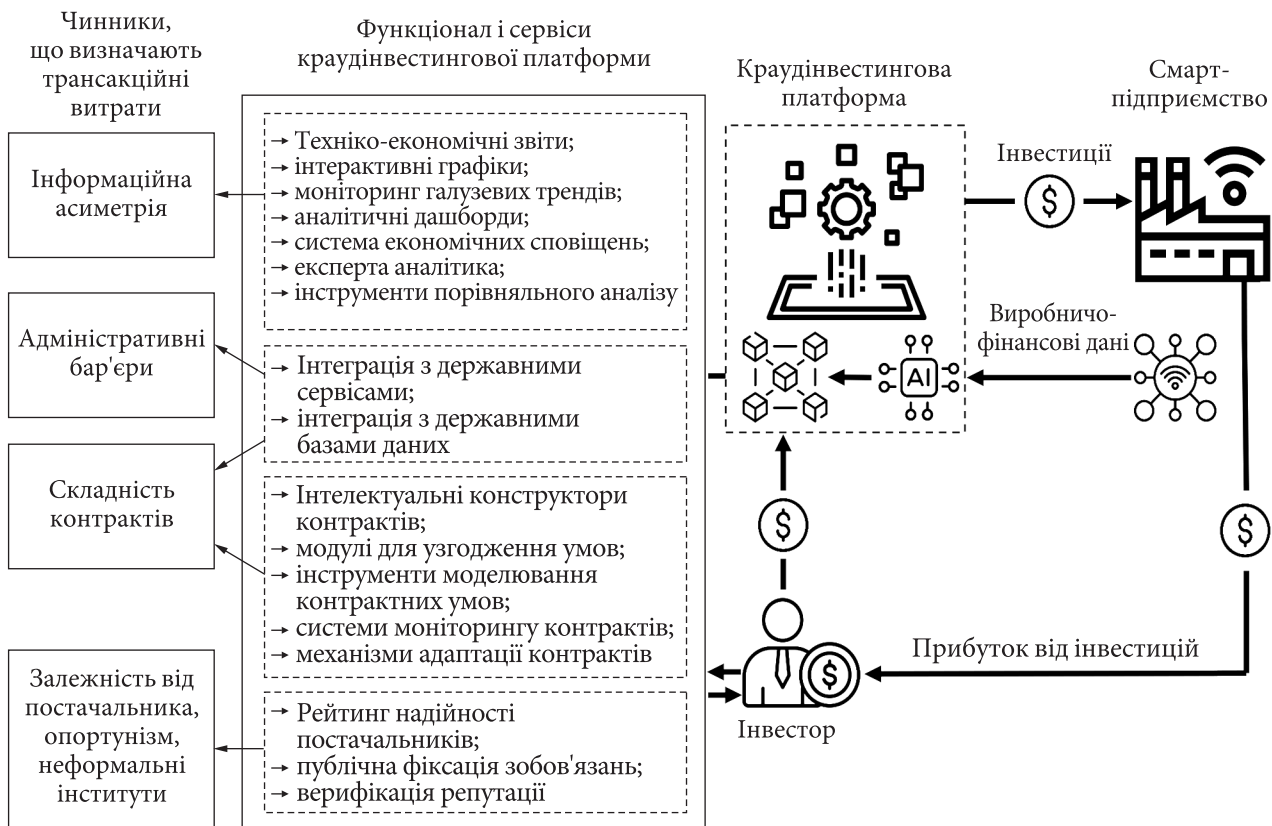 Чинники,
що визначають
трансакційні
витрати
Інформаційна
асиметрія
Адміністративні
бар'єри
Складність
контрактів
Залежність від
постачальника,
опортунізм,
неформальні
інститути
Функціонал і сервіси
краудінвестингової платформи
→ Техніко-економічні звіти;
→ інтерактивні графіки;
→ моніторинг галузевих трендів;
→ аналітичні дашборди;
→ система економічних сповіщень;
→ експерта аналітика;
→ інструменти порівняльного аналізу
→ Інтеграція з державними
сервісами;
→ інтеграція з державними
базами даних
→ Інтелектуальні конструктори
контрактів;
→ модулі для узгодження умов;
→ інструменти моделювання
контрактних умов;
→ системи моніторингу контрактів;
→ механізми адаптації контрактів
→ Рейтинг надійності
постачальників;
→ публічна фіксація зобов'язань;
→ верифікація репутації
Краудінвестингова
платформа
AI
$
Інвестор
$
Інвестиції
$
Смарт-
підприємство
Виробничо-
фінансові дані
$
Прибуток від інвестицій